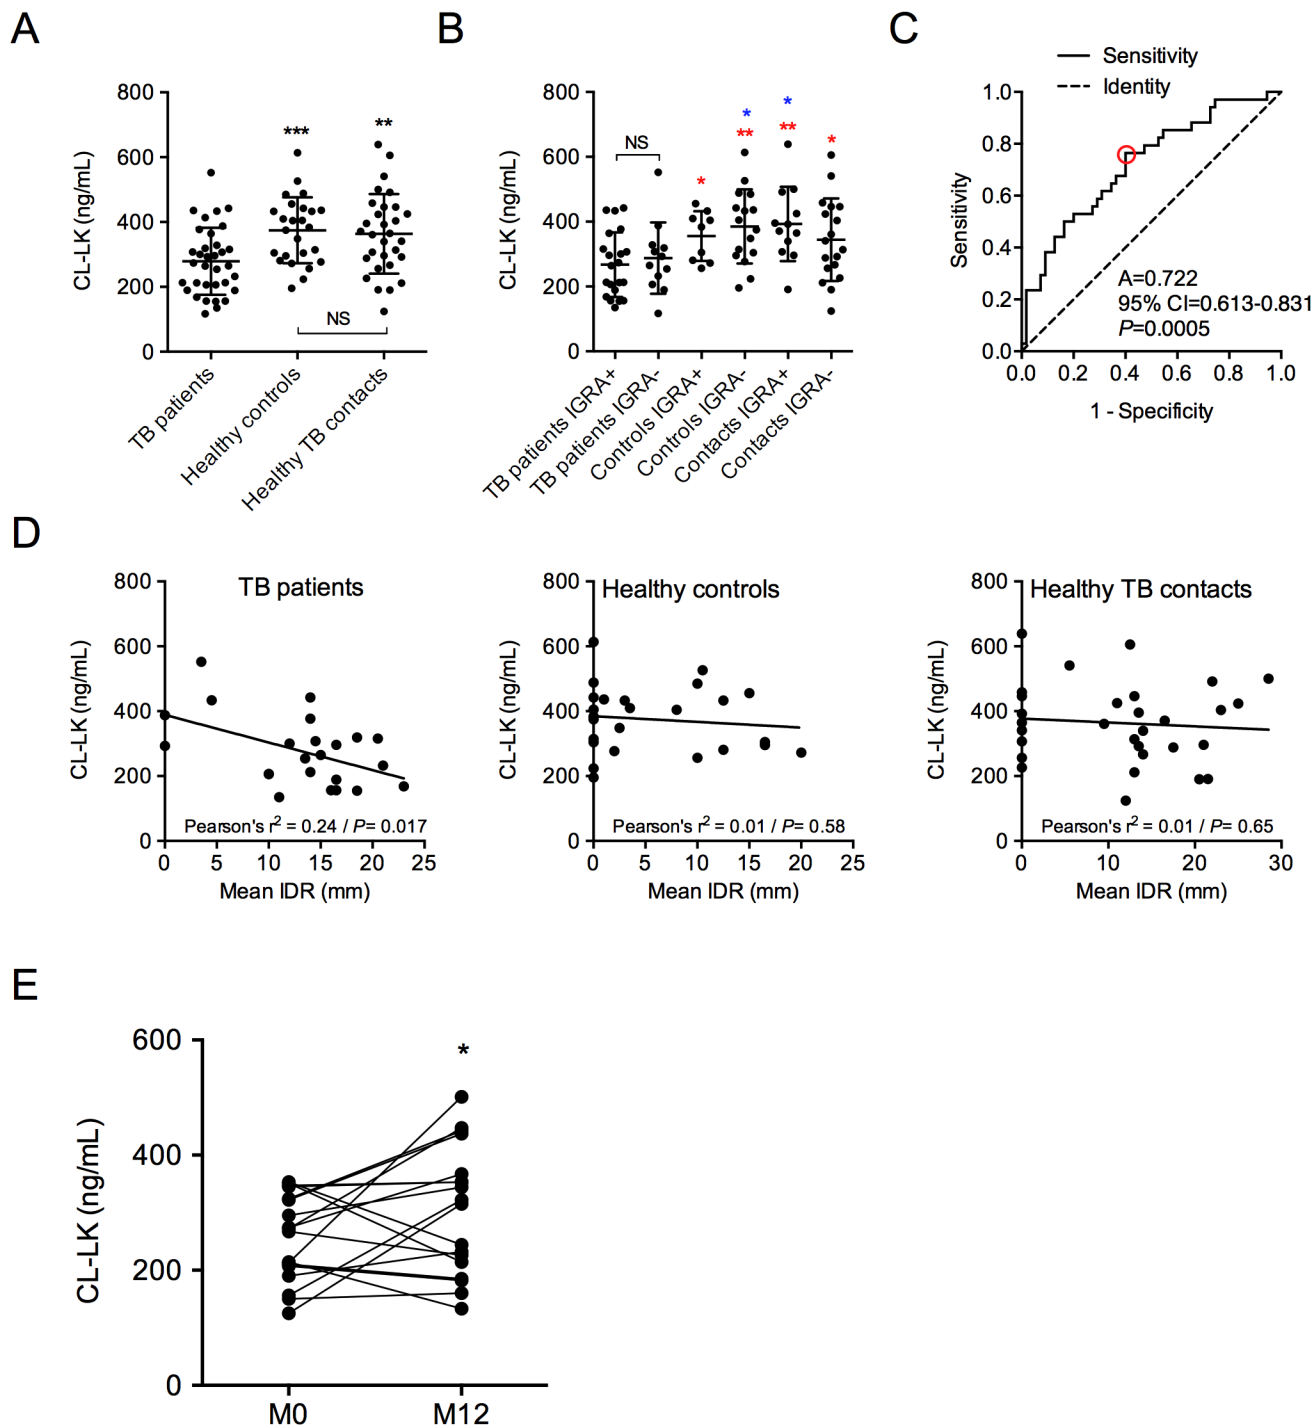 A
CL-LK (ng/mL)
800
600
400
200
0
***
**
NS
TB patients
Healthy controls
Healthy TB contacts
B
CL-LK (ng/mL)
800
600
400
200
0
NS
*
*
**
*
**
*
TB patients IGRA+
TB patients IGRA-
Controls IGRA+
Controls IGRA-
Contacts IGRA+
Contacts IGRA-
C
Sensitivity
Identity
Sensitivity
1.0
0.8
0.6
0.4
0.2
0.0
A=0.722
95% CI=0.613-0.831
P=0.0005
0.0 0.2 0.4 0.6 0.8 1.0
1 - Specificity
D
TB patients
CL-LK (ng/mL)
800
600
400
200
0
Pearson's r2 = 0.24 / P= 0.017
0 5 10 15 20 25
Mean IDR (mm)
Healthy controls
CL-LK (ng/mL)
800
600
400
200
0
Pearson's r2 = 0.01 / P= 0.58
0 5 10 15 20 25
Mean IDR (mm)
Healthy TB contacts
CL-LK (ng/mL)
800
600
400
200
0
Pearson's r2 = 0.01 / P= 0.65
0 10 20 30
Mean IDR (mm)
E
CL-LK (ng/mL)
600
400
200
0
*
M0 M12